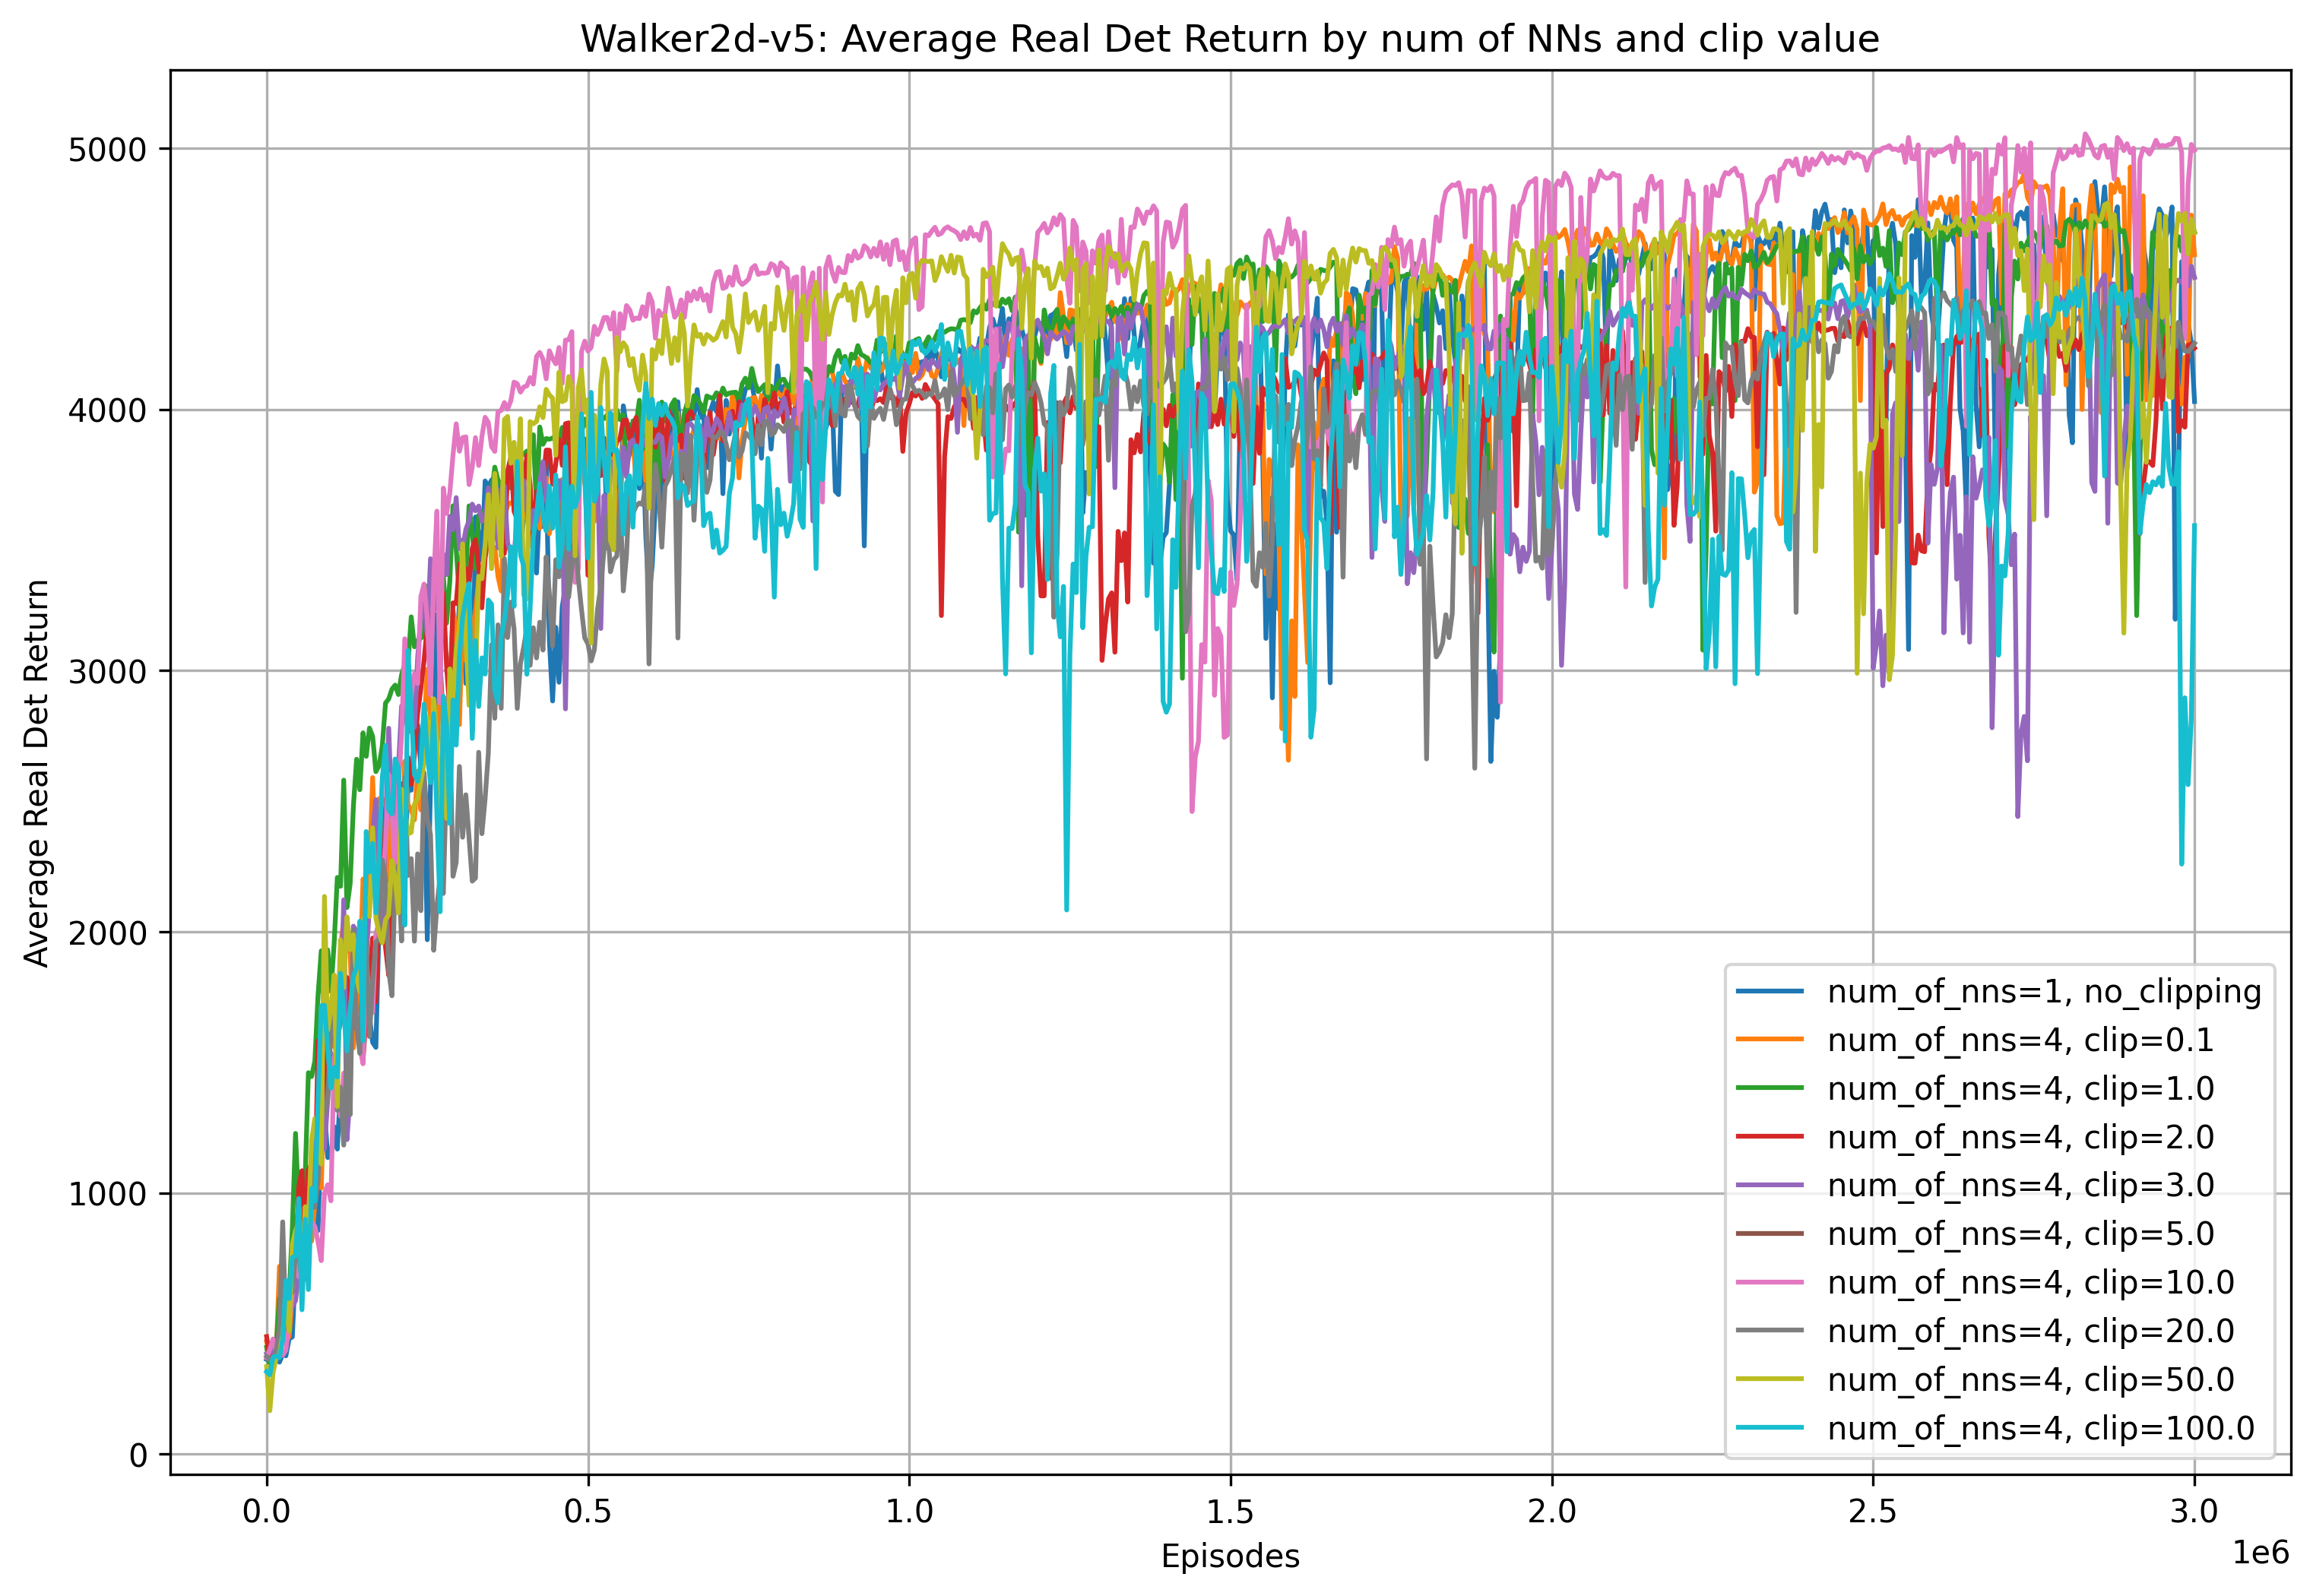 Walker2d-v5: Average Real Det Return by num of NNs and clip value
Average Real Det Return
5000
4000
3000
2000
1000
0
num_of_nns=1, no_clipping
num_of_nns=4, clip=0.1
num_of_nns=4, clip=1.0
num_of_nns=4, clip=2.0
num_of_nns=4, clip=3.0
num_of_nns=4, clip=5.0
num_of_nns=4, clip=10.0
num_of_nns=4, clip=20.0
num_of_nns=4, clip=50.0
num_of_nns=4, clip=100.0
0.0 0.5 1.0 1.5 2.0 2.5 3.0
Episodes
1e6